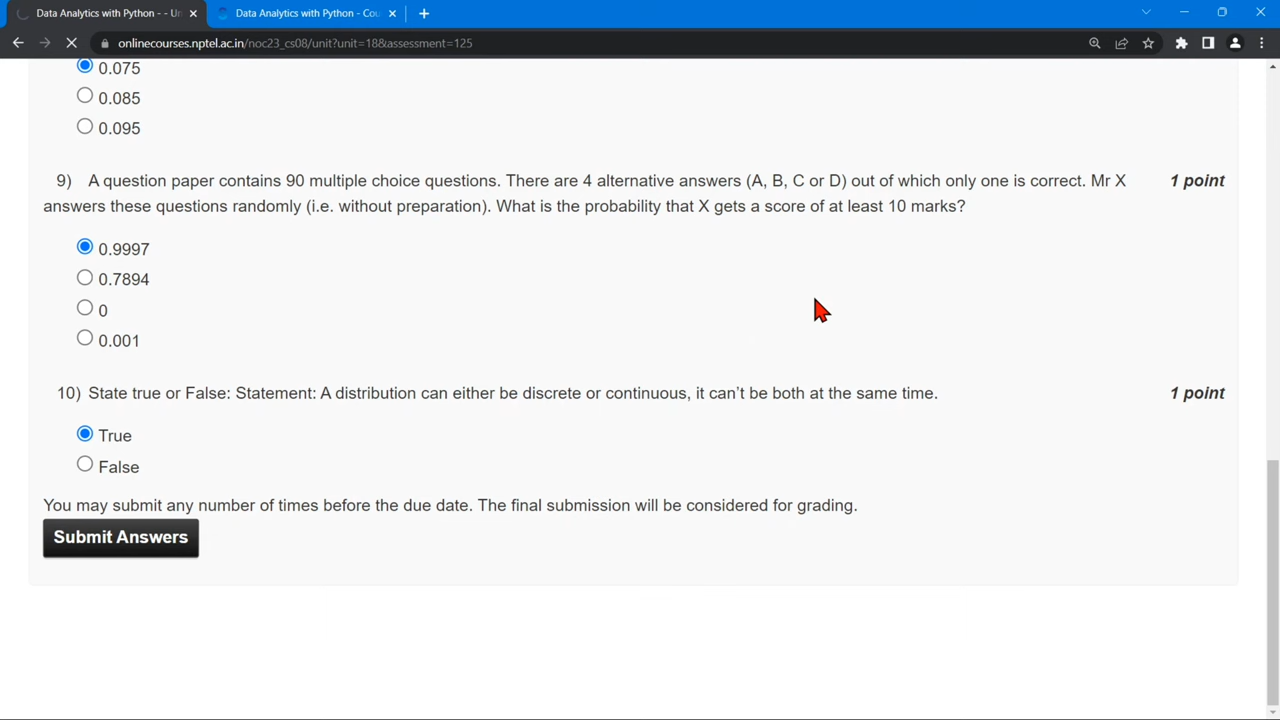 Data Analytics with Python - - Un
Data Analytics with Python - Cou
onlinecourses.nptel.ac.in/noc23_cs08/unit?unit=18&assessment=125
0.075
0.085
0.095
9) A question paper contains 90 multiple choice questions. There are 4 alternative answers (A, B, C or D) out of which only one is correct. Mr X 1 point
answers these questions randomly (i.e. without preparation). What is the probability that X gets a score of at least 10 marks?
0.9997
0.7894
0
0.001
10) State true or False: Statement: A distribution can either be discrete or continuous, it can’t be both at the same time. 1 point
True
False
You may submit any number of times before the due date. The final submission will be considered for grading.
Submit Answers